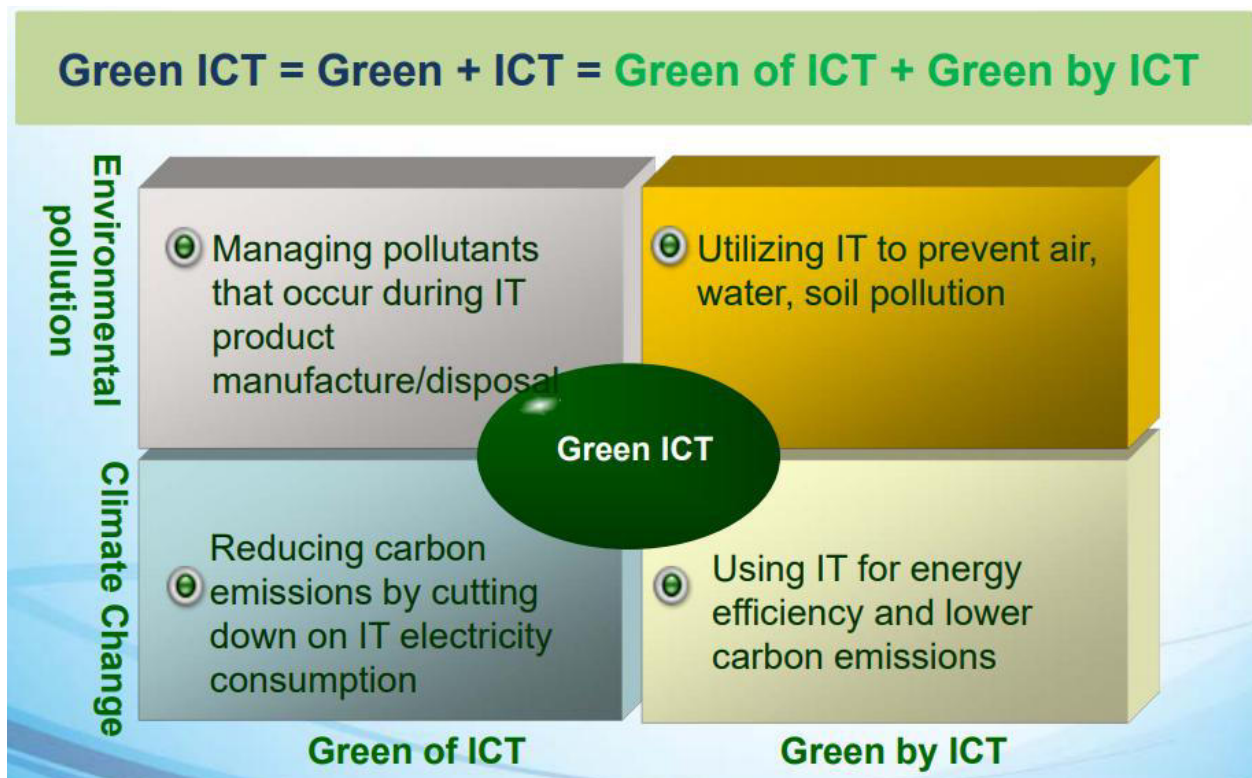 Green ICT = Green + ICT = Green of ICT + Green by ICT
Environmental
pollution
Managing pollutants
that occur during IT
product
manufacture/disposal
Utilizing IT to prevent air,
water, soil pollution
Green ICT
Climate Change
Reducing carbon
emissions by cutting
down on IT electricity
consumption
Using IT for energy
efficiency and lower
carbon emissions
Green of ICT
Green by ICT